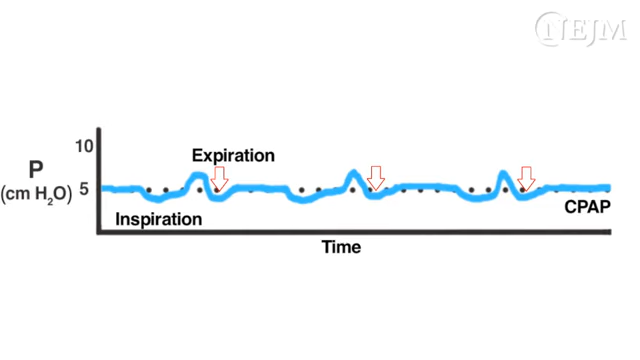 NEJM
10
Expiration
P
(cm H₂O)
5
CPAP
Inspiration
Time